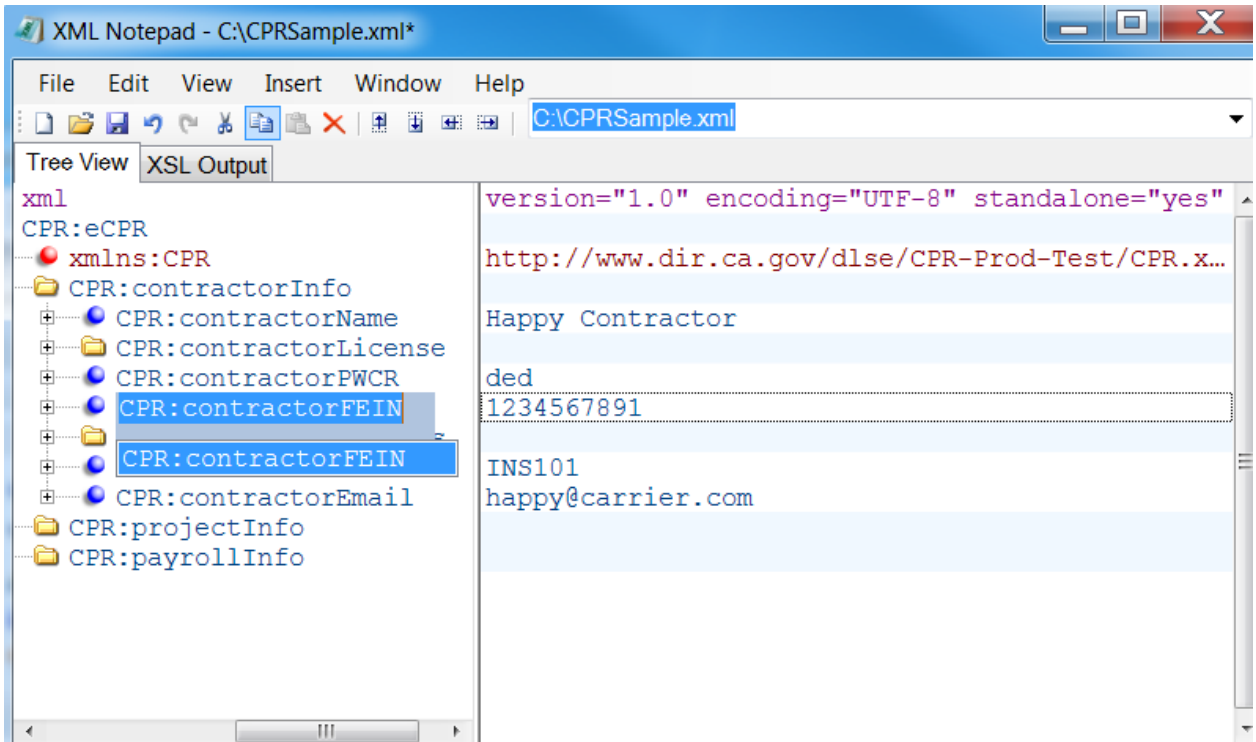 XML Notepad - C:\CPRSample.xml*
File Edit View Insert Window Help
C:\CPRSample.xml
Tree View XSL Output
xml version="1.0" encoding="UTF-8" standalone="yes"
CPR:eCPR
xmlns:CPR http://www.dir.ca.gov/dlse/CPR-Prod-Test/CPR.x...
CPR:contractorInfo
CPR:contractorName Happy Contractor
CPR:contractorLicense
CPR:contractorPWCR ded
CPR:contractorFEIN 1234567891
CPR:contractorFEIN
INS101
CPR:contractorEmail happy@carrier.com
CPR:projectInfo
CPR:payrollInfo